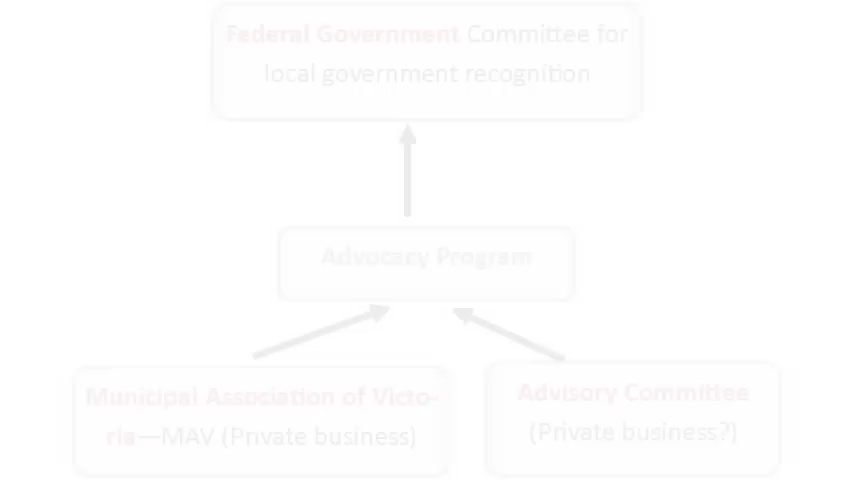 Federal Government Committee for
local government recognition
Advocacy Program
Municipal Association of Victo-
ria—MAV (Private business)
Advisory Committee
(Private business?)